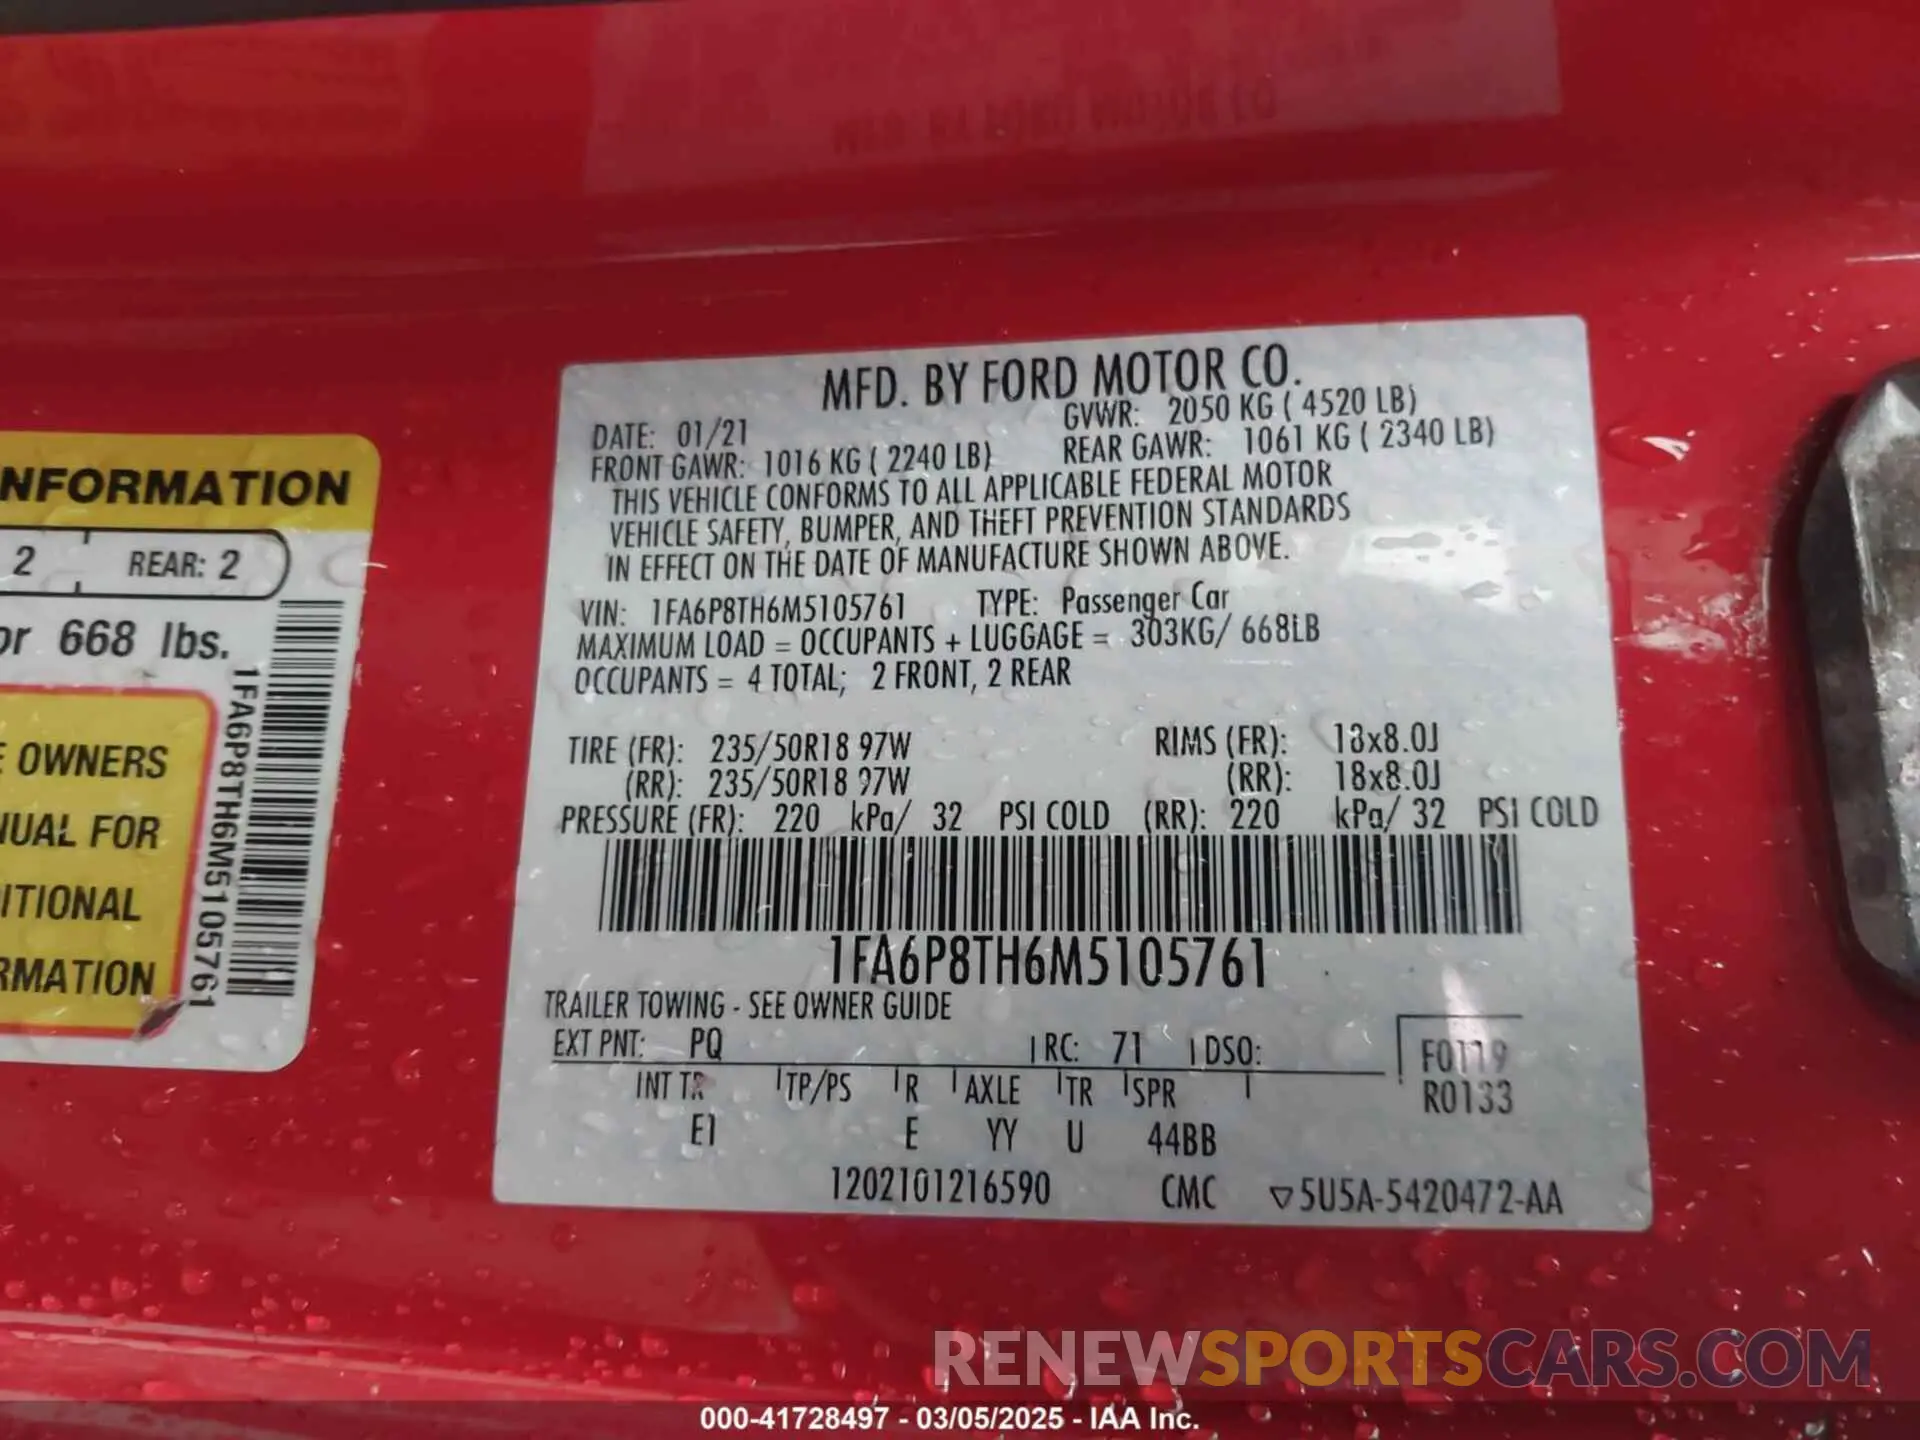 MFD. BY FORD MOTOR CO.
DATE: 01/21
GVWR: 2050 KG ( 4520 LB)
FRONT GAWR: 1016 KG ( 2240 LB)
REAR GAWR: 1061 KG ( 2340 LB)
THIS VEHICLE CONFORMS TO ALL APPLICABLE FEDERAL MOTOR
VEHICLE SAFETY, BUMPER, AND THEFT PREVENTION STANDARDS
IN EFFECT ON THE DATE OF MANUFACTURE SHOWN ABOVE.
VIN: 1FA6P8TH6M5105761 TYPE: Passenger Car
MAXIMUM LOAD = OCCUPANTS + LUGGAGE = 303KG/ 668LB
OCCUPANTS = 4 TOTAL; 2 FRONT, 2 REAR
TIRE (FR): 235/50R18 97W RIMS (FR): 18x8.0J
(RR): 235/50R18 97W (RR): 18x8.0J
PRESSURE (FR): 220 kPa/ 32 PSI COLD (RR): 220 kPa/ 32 PSI COLD
1FA6P8TH6M5105761
TRAILER TOWING - SEE OWNER GUIDE
EXT PNT: PQ RC: 71 DSO:
F0119
R0133
INT TR TP/PS R AXLE TR SPR
E1 E YY U 44BB
1202101216590 CMC ▽5U5A-5420472-AA
NFORMATION
2 REAR: 2
or 668 lbs.
E OWNERS
NUAL FOR
ITIONAL
RMATION
1FA6P8TH6M5105761
MFD. BY FORD MOTOR CO
RENEWSPORTSCARS.COM
000-41728497 - 03/05/2025 - IAA Inc.